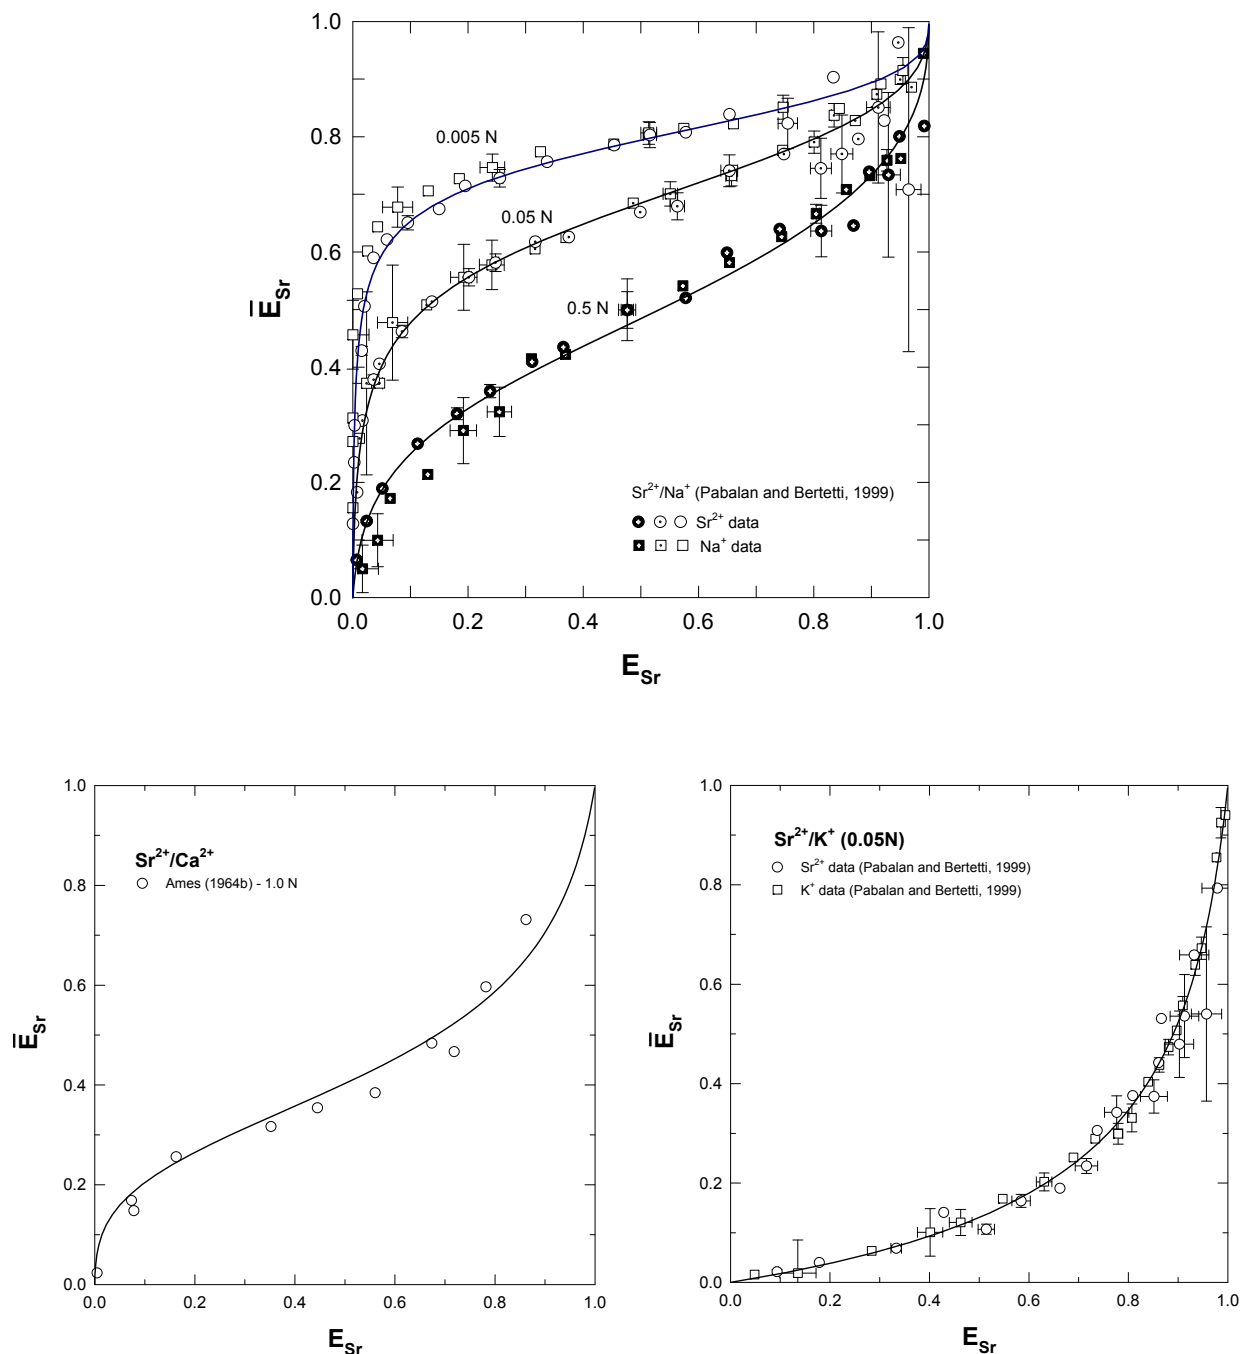 1.0
0.8
0.6
0.4
0.2
0.0
E̅Sr
0.005 N
0.05 N
0.5 N
Sr²⁺/Na⁺ (Pabalan and Bertetti, 1999)
Sr²⁺ data
Na⁺ data
0.0 0.2 0.4 0.6 0.8 1.0
ESr
1.0
0.8
0.6
0.4
0.2
0.0
E̅Sr
Sr²⁺/Ca²⁺
Ames (1964b) - 1.0 N
0.0 0.2 0.4 0.6 0.8 1.0
ESr
1.0
0.8
0.6
0.4
0.2
0.0
E̅Sr
Sr²⁺/K⁺ (0.05N)
Sr²⁺ data (Pabalan and Bertetti, 1999)
K⁺ data (Pabalan and Bertetti, 1999)
0.0 0.2 0.4 0.6 0.8 1.0
ESr